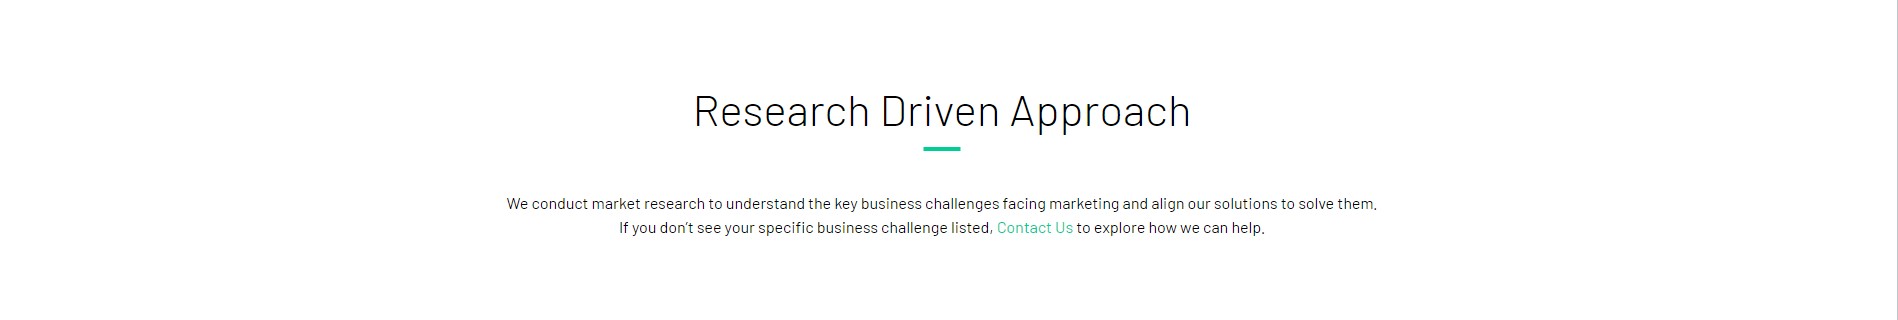 Research Driven Approach
We conduct market research to understand the key business challenges facing marketing and align our solutions to solve them.
If you don't see your specific business challenge listed, Contact Us to explore how we can help.